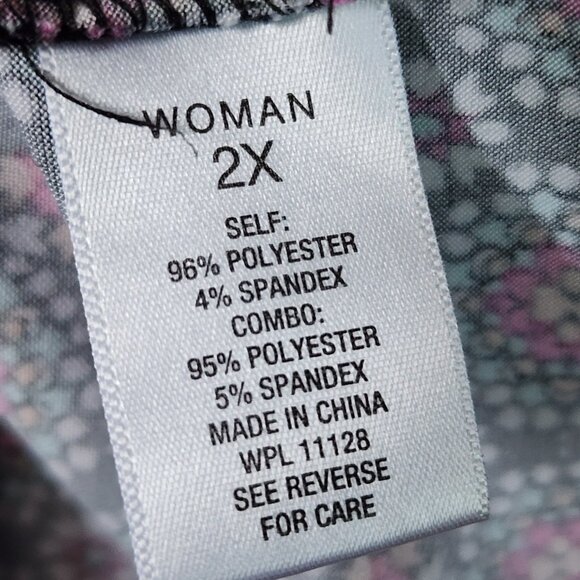 WOMAN
2X
SELF:
96% POLYESTER
4% SPANDEX
COMBO:
95% POLYESTER
5% SPANDEX
MADE IN CHINA
WPL 11128
SEE REVERSE
FOR CARE